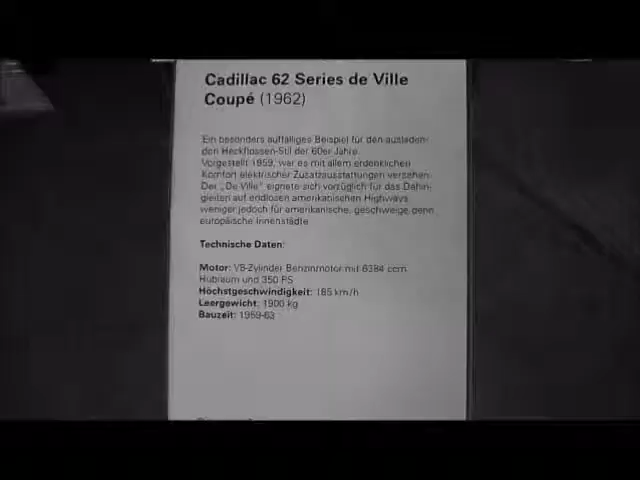 Cadillac 62 Series de Ville
Coupé (1962)
Ein besonders auffälliges Beispiel für den ausladen-
den Heckflossen-Stil der 60er Jahre.
Vorgestellt 1959, war es mit allem erdenklichen
Komfort elektrischer Zusatzausstattungen versehen.
Der „De Ville" eignete sich vorzüglich für das Dahin-
gleiten auf endlosen amerikanischen Highways,
weniger jedoch für amerikanische, geschweige denn
europäische Innenstädte.
Technische Daten:
Motor: V8-Zylinder Benzinmotor mit 6384 ccm
Hubraum und 350 PS
Höchstgeschwindigkeit: 185 km/h
Leergewicht: 1900 kg
Bauzeit: 1959-63